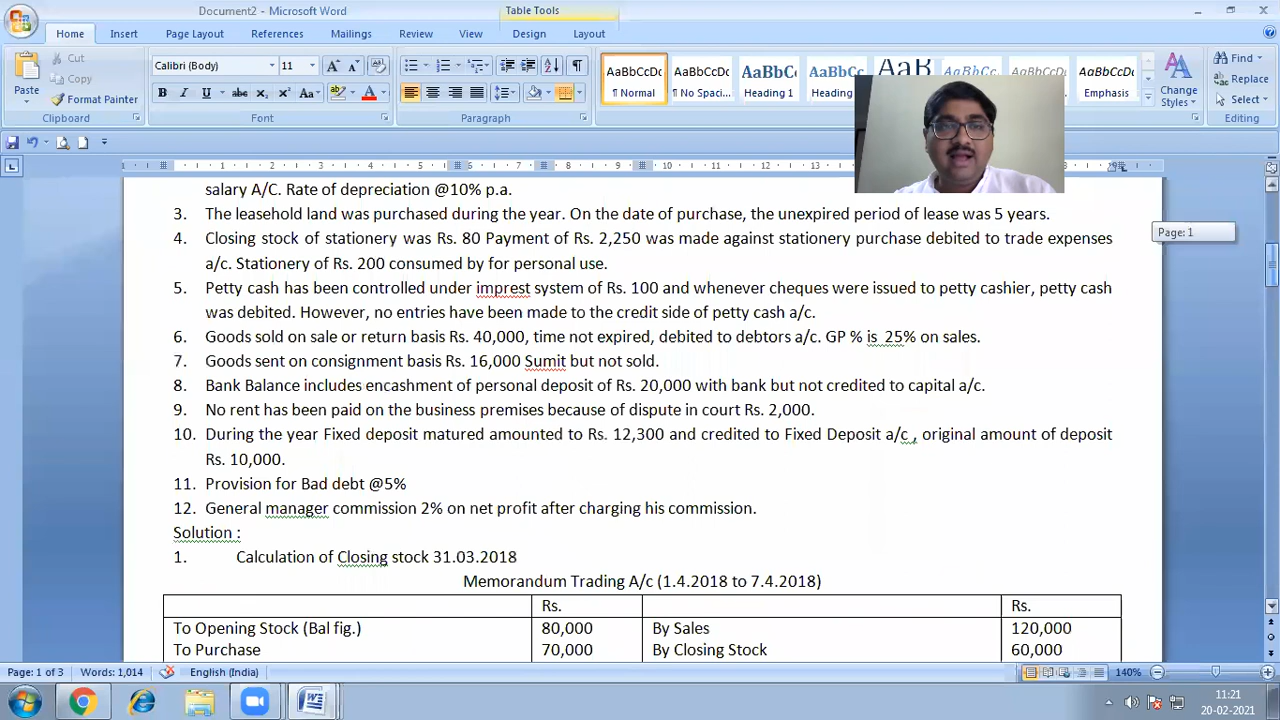 Document2 - Microsoft Word
Table Tools
Home Insert Page Layout References Mailings Review View Design Layout
Paste
Cut
Copy
Format Painter
Clipboard
Calibri (Body) 11
Font
Paragraph
AaBbCcDc AaBbCcDc AaBbCc AaBbCc AaB AaBbCcDc
¶ Normal ¶ No Spaci... Heading 1 Heading Emphasis
Change Styles
Find
Replace
Select
Editing
salary A/C. Rate of depreciation @10% p.a.
3. The leasehold land was purchased during the year. On the date of purchase, the unexpired period of lease was 5 years.
4. Closing stock of stationery was Rs. 80 Payment of Rs. 2,250 was made against stationery purchase debited to trade expenses
a/c. Stationery of Rs. 200 consumed by for personal use.
5. Petty cash has been controlled under imprest system of Rs. 100 and whenever cheques were issued to petty cashier, petty cash
was debited. However, no entries have been made to the credit side of petty cash a/c.
6. Goods sold on sale or return basis Rs. 40,000, time not expired, debited to debtors a/c. GP % is 25% on sales.
7. Goods sent on consignment basis Rs. 16,000 Sumit but not sold.
8. Bank Balance includes encashment of personal deposit of Rs. 20,000 with bank but not credited to capital a/c.
9. No rent has been paid on the business premises because of dispute in court Rs. 2,000.
10. During the year Fixed deposit matured amounted to Rs. 12,300 and credited to Fixed Deposit a/c , original amount of deposit
Rs. 10,000.
11. Provision for Bad debt @5%
12. General manager commission 2% on net profit after charging his commission.
Solution :
1. Calculation of Closing stock 31.03.2018
Memorandum Trading A/c (1.4.2018 to 7.4.2018)
Rs. Rs.
To Opening Stock (Bal fig.) 80,000 By Sales 120,000
To Purchase 70,000 By Closing Stock 60,000
Page: 1
Page: 1 of 3 Words: 1,014 English (India) 140%
11:21
20-02-2021